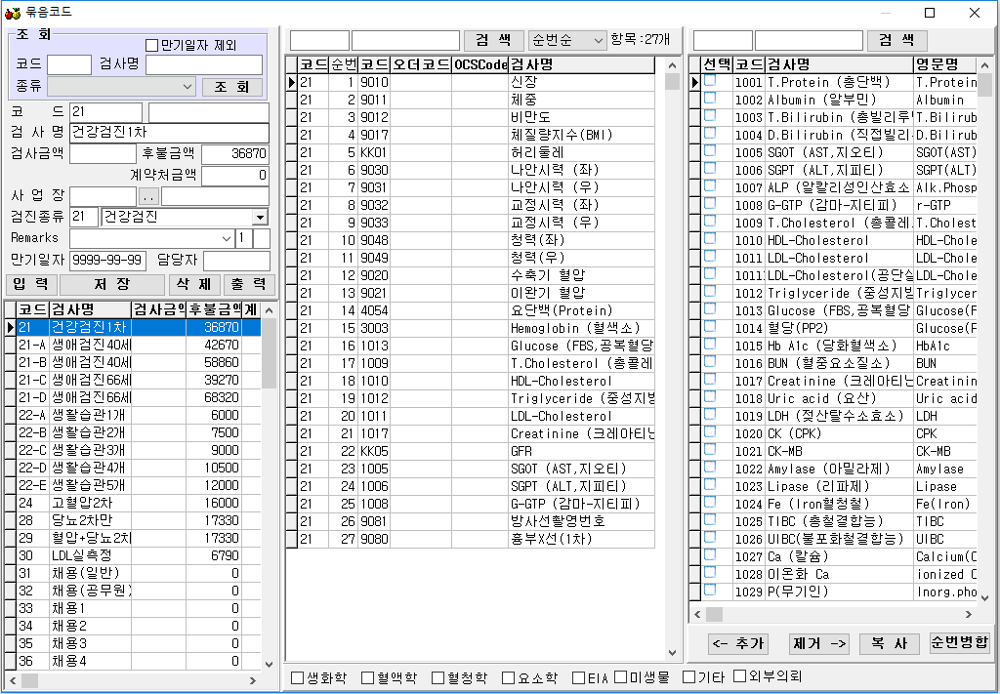 묶음코드
조 회
만기일자 제외
코드 검사명
종류 조 회
코 드 21
검 사 명 건강검진1차
검사금액 후불금액 36870
계약처금액 0
사 업 장 ..
검진종류 21 건강검진
Remarks 1
만기일자 9999-99-99 담당자
입 력 저 장 삭 제 출 력
코드 검사명 검사금액 후불금액 계
21 건강검진1차 36870
21-A 생애검진40세 42670
21-B 생애검진40세 58860
21-C 생애검진66세 39270
21-D 생애검진66세 68320
22-A 생활습관1개 6000
22-B 생활습관2개 7500
22-C 생활습관3개 9000
22-D 생활습관4개 10500
22-E 생활습관5개 12000
24 고혈압2차 16000
28 당뇨2차만 17330
29 혈압+당뇨2차 17330
30 LDL실측정 6790
31 채용(일반) 0
32 채용(공무원) 0
33 채용1 0
34 채용2 0
35 채용3 0
36 채용4 0
검 색 순번순 항목:27개
코드 순번 코드 오더코드 OCSCode 검사명
21 1 9010 신장
21 2 9011 체중
21 3 9012 비만도
21 4 9017 체질량지수(BMI)
21 5 KK01 허리둘레
21 6 9030 나안시력 (좌)
21 7 9031 나안시력 (우)
21 8 9032 교정시력 (좌)
21 9 9033 교정시력 (우)
21 10 9048 청력(좌)
21 11 9049 청력(우)
21 12 9020 수축기 혈압
21 13 9021 이완기 혈압
21 14 4054 요단백(Protein)
21 15 3003 Hemoglobin (혈색소)
21 16 1013 Glucose (FBS,공복혈당
21 17 1009 T.Cholesterol (총콜레
21 18 1010 HDL-Cholesterol
21 19 1012 Triglyceride (중성지방
21 20 1011 LDL-Cholesterol
21 21 1017 Creatinine (크레아티닌
21 22 KK05 GFR
21 23 1005 SGOT (AST,지오티)
21 24 1006 SGPT (ALT,지피티)
21 25 1008 G-GTP (감마-지티피)
21 26 9081 방사선촬영번호
21 27 9080 흉부X선(1차)
생화학 혈액학 혈청학 요소학 EIA 미생물 기타 외부의뢰
검 색
선택 코드 검사명 영문명
1001 T.Protein (총단백) T.Protein
1002 Albumin (알부민) Albumin
1003 T.Bilirubin (총빌리루빈 T.Bilirub
1004 D.Bilirubin (직접빌리루 D.Bilirub
1005 SGOT (AST,지오티) SGOT(AST)
1006 SGPT (ALT,지피티) SGPT(ALT)
1007 ALP (알칼리성인산효소 Alk.Phosp
1008 G-GTP (감마-지티피) r-GTP
1009 T.Cholesterol (총콜레 T.Cholest
1010 HDL-Cholesterol HDL-Chole
1011 LDL-Cholesterol LDL-Chole
1011 LDL-Cholesterol(공단실 LDL-Chole
1012 Triglyceride (중성지방 Triglycer
1013 Glucose (FBS,공복혈당 Glucose(F
1014 혈당(PP2) Glucose(F
1015 Hb A1c (당화혈색소) HbA1c
1016 BUN (혈중요소질소) BUN
1017 Creatinine (크레아티닌 Creatinin
1018 Uric acid (요산) Uric acid
1019 LDH (젖산탈수소효소) LDH
1020 CK (CPK) CPK
1021 CK-MB CK-MB
1022 Amylase (아밀라제) Amylase
1023 Lipase (리파제) Lipase
1024 Fe (Iron혈청철) Fe(Iron)
1025 TIBC (총철결합능) TIBC
1026 UIBC(불포화철결합능) UIBC
1027 Ca (칼슘) Calcium(C
1028 이온화 Ca ionized C
1029 P(무기인) Inorg.pho
<- 추가 제거 -> 복 사 순번병합